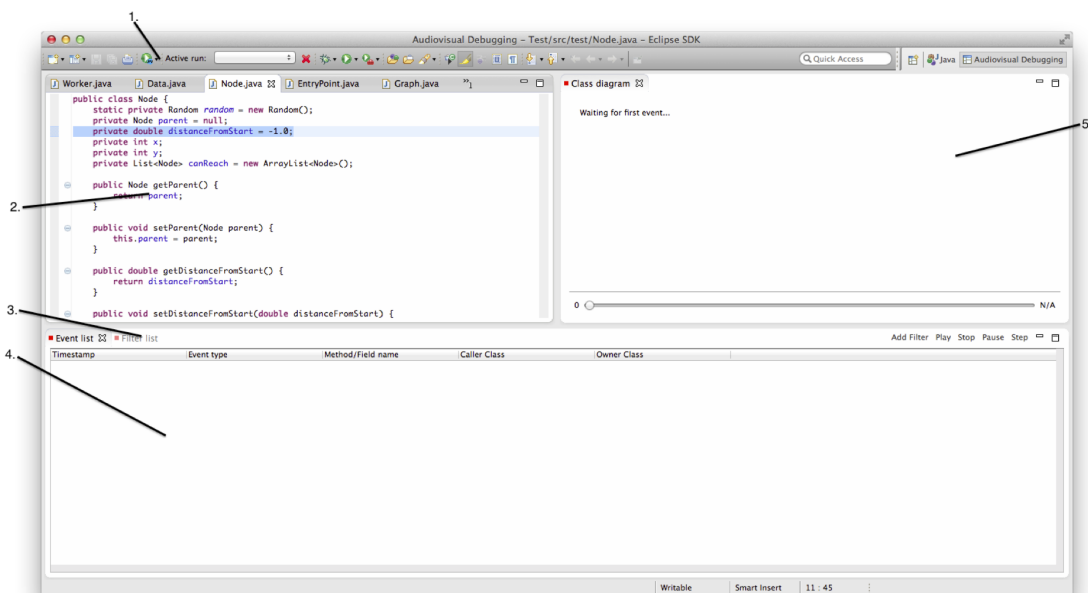 1.
Audiovisual Debugging - Test/src/test/Node.java - Eclipse SDK
Active run:
Quick Access
Java
Audiovisual Debugging
Worker.java
Data.java
Node.java
EntryPoint.java
Graph.java
»1
public class Node {
static private Random random = new Random();
private Node parent = null;
private double distanceFromStart = -1.0;
private int x;
private int y;
private List<Node> canReach = new ArrayList<Node>();
public Node getParent() {
return parent;
}
public void setParent(Node parent) {
this.parent = parent;
}
public double getDistanceFromStart() {
return distanceFromStart;
}
public void setDistanceFromStart(double distanceFromStart) {
Class diagram
Waiting for first event...
0
N/A
5.
2.
3.
4.
Event list
Filter list
Add Filter Play Stop Pause Step
Timestamp
Event type
Method/Field name
Caller Class
Owner Class
Writable
Smart Insert
11 : 45